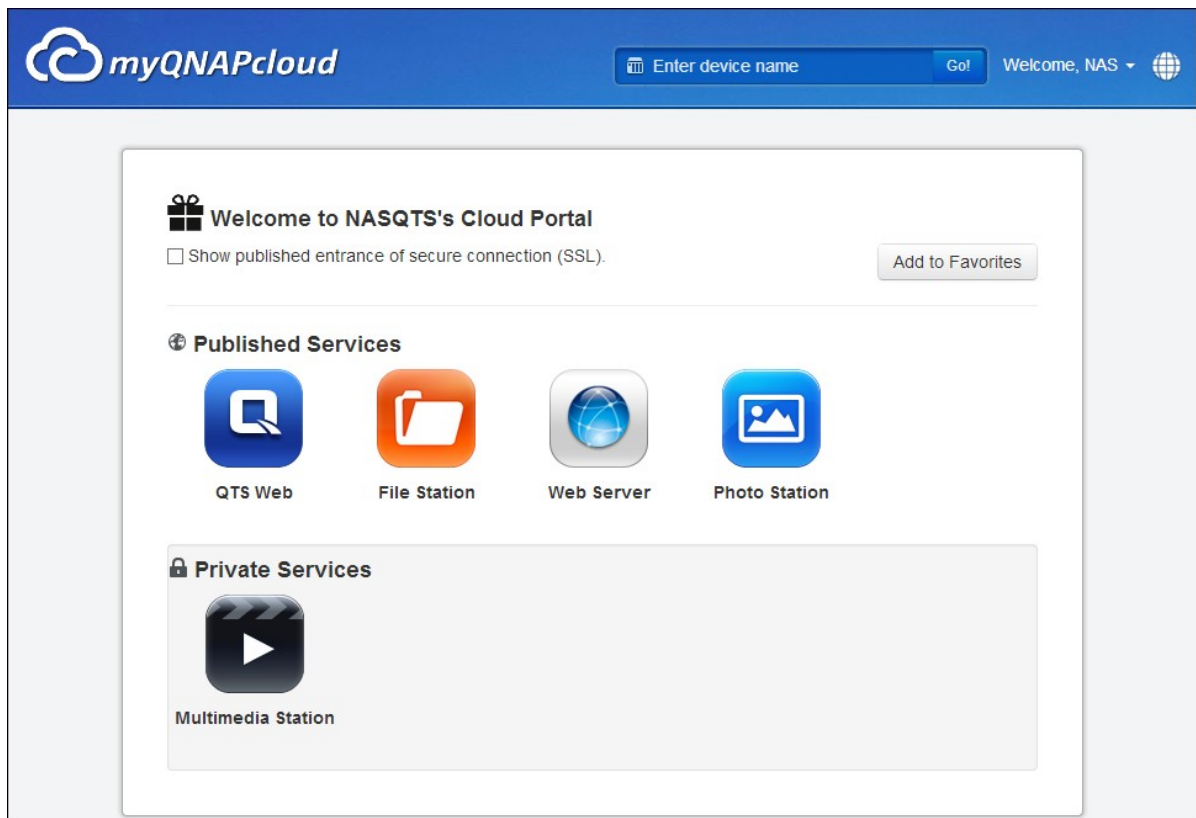 myQNAPcloud
Enter device name
Go!
Welcome, NAS
Welcome to NASQTS's Cloud Portal
Show published entrance of secure connection (SSL).
Add to Favorites
Published Services
QTS Web
File Station
Web Server
Photo Station
Private Services
Multimedia Station